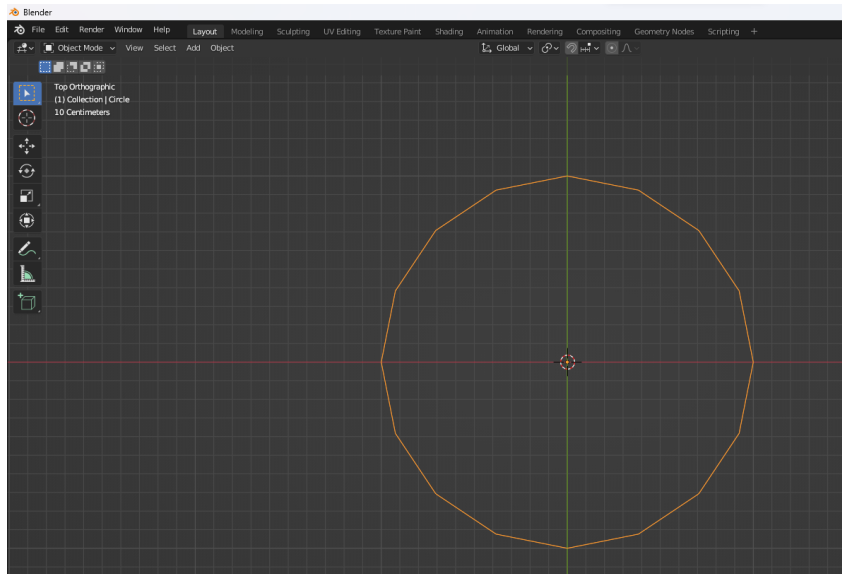 Blender
File Edit Render Window Help Layout Modeling Sculpting UV Editing Texture Paint Shading Animation Rendering Compositing Geometry Nodes Scripting +
Object Mode View Select Add Object Global
Top Orthographic
(1) Collection | Circle
10 Centimeters